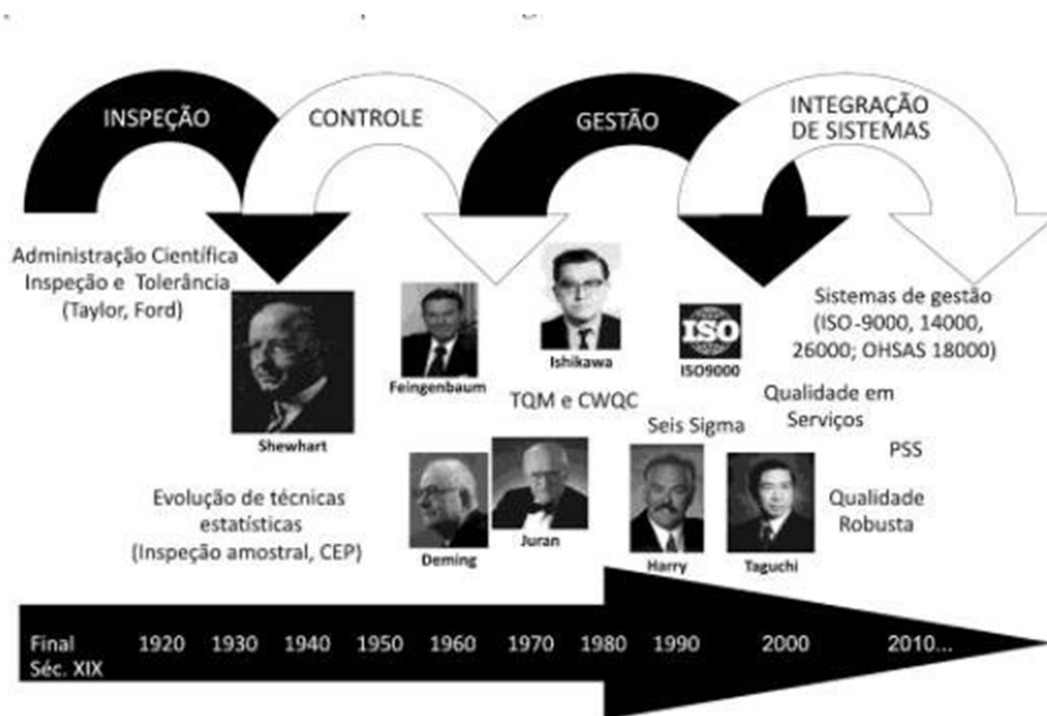 INSPEÇÃO
CONTROLE
GESTÃO
INTEGRAÇÃO
DE SISTEMAS
Administração Científica
Inspeção e Tolerância
(Taylor, Ford)
Shewhart
Evolução de técnicas
estatísticas
(Inspeção amostral, CEP)
Feingenbaum
Ishikawa
TQM e CWQC
Deming
Juran
ISO
ISO9000
Seis Sigma
Harry
Taguchi
Sistemas de gestão
(ISO-9000, 14000,
26000; OHSAS 18000)
Qualidade em
Serviços
PSS
Qualidade
Robusta
Final
Séc. XIX
1920 1930 1940 1950 1960 1970 1980 1990 2000 2010...